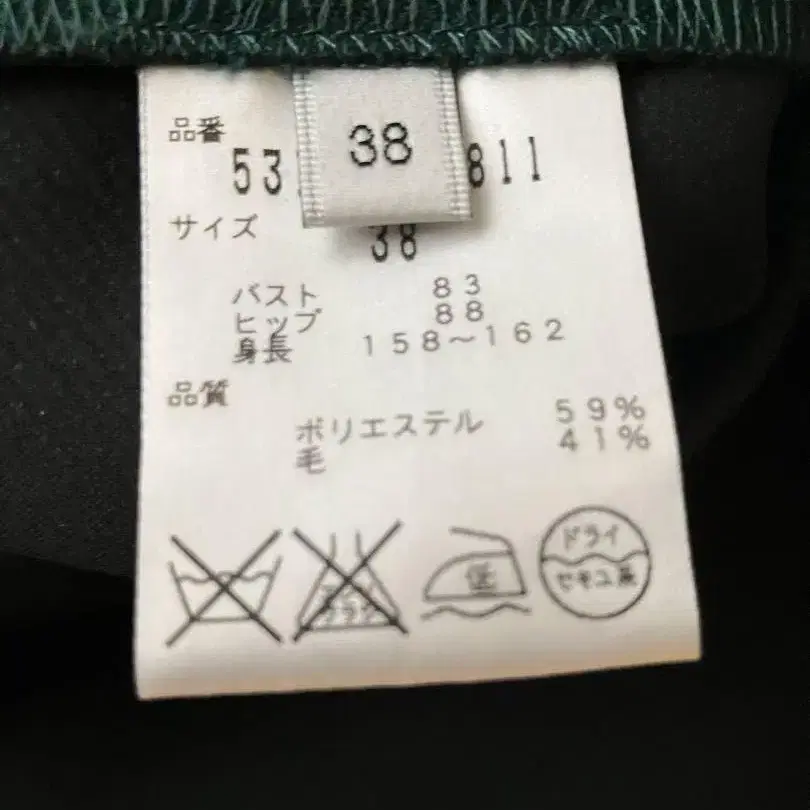 品番
38
53 811
サイズ
38
バスト 83
ヒップ 88
身長 158~162
品質
ポリエステル 59%
毛 41%
低
ドライ
セキユ系